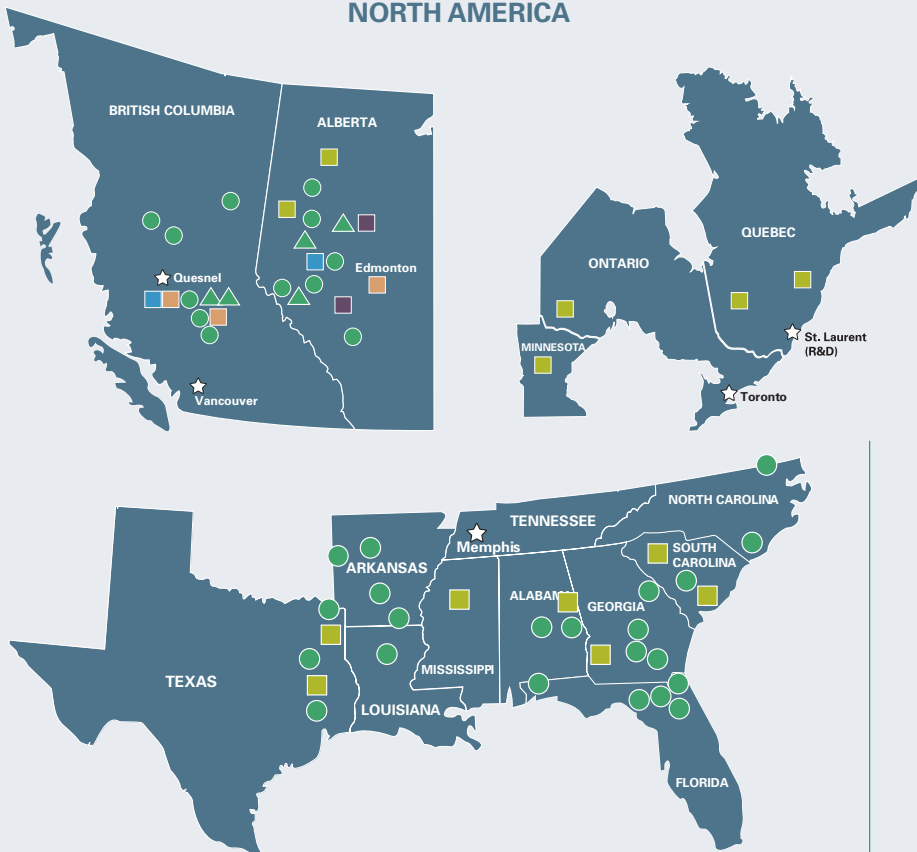 NORTH AMERICA
BRITISH COLUMBIA
ALBERTA
Quesnel
Edmonton
Vancouver
ONTARIO
QUEBEC
MINNESOTA
St. Laurent
(R&D)
Toronto
NORTH CAROLINA
TENNESSEE
Memphis
SOUTH
CAROLINA
ARKANSAS
ALABAMA
GEORGIA
MISSISSIPPI
TEXAS
LOUISIANA
FLORIDA